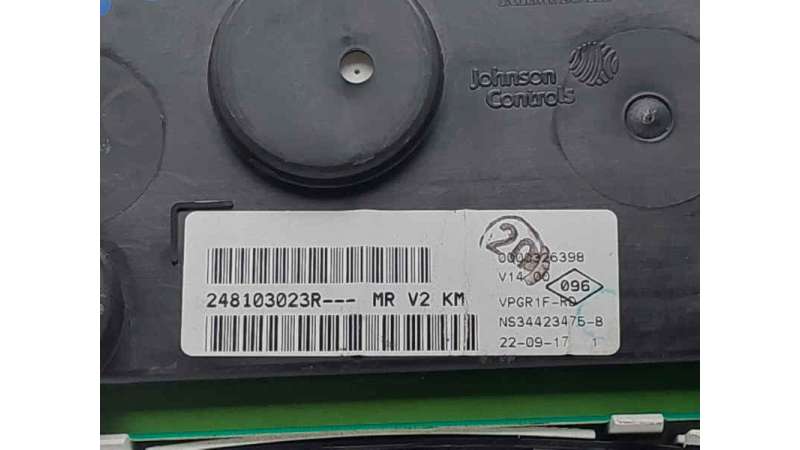 Johnson
Controls
248103023R--- MR V2 KM
0000326398
V14.00
096
VPGR1F-RD
NS34423475-B
22-09-17 1